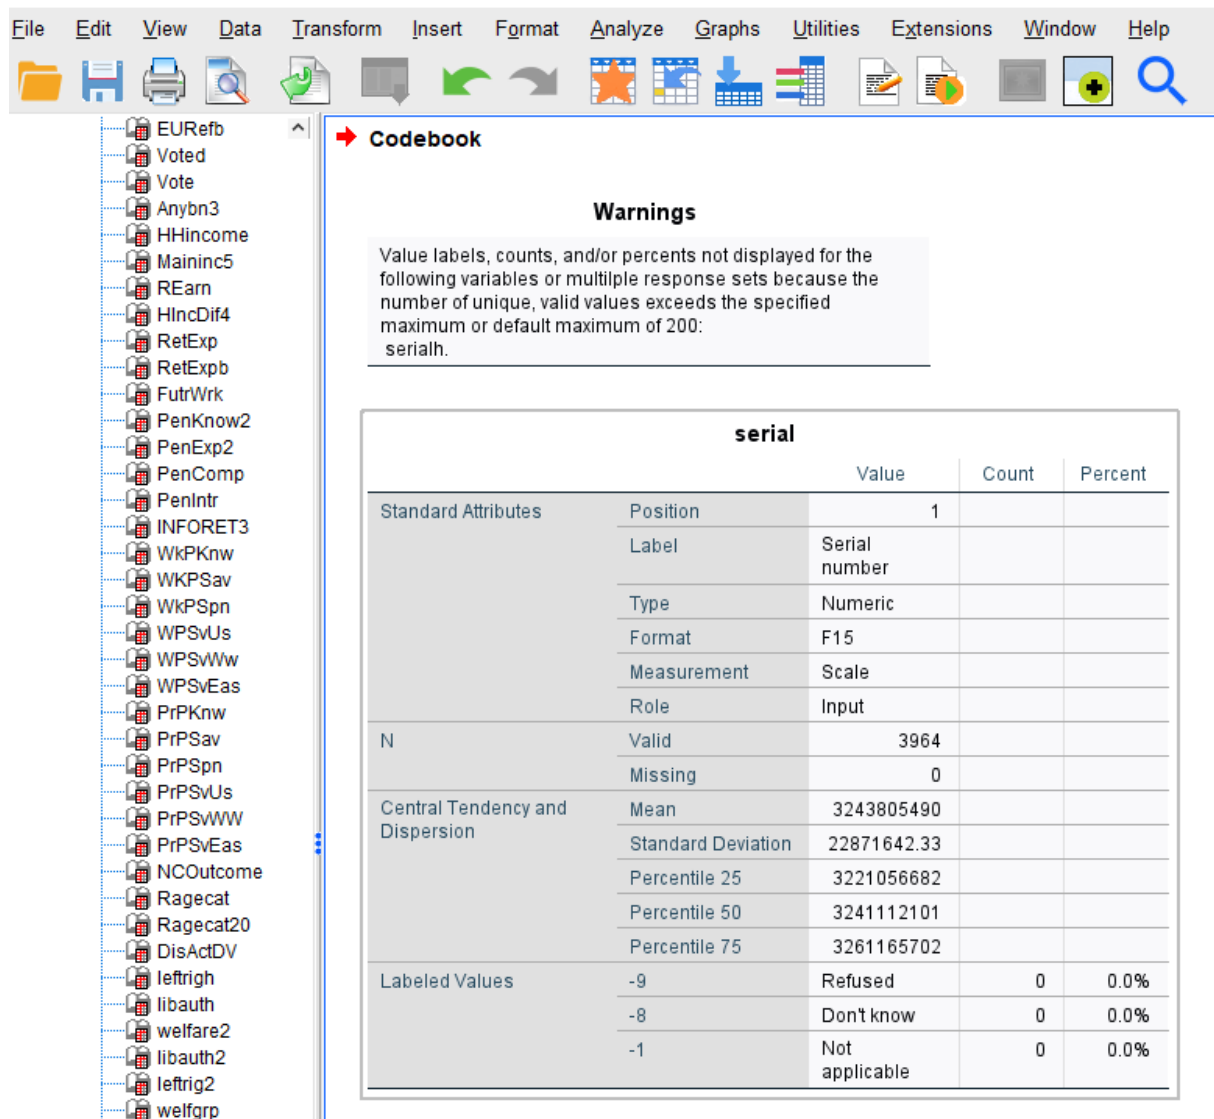 File Edit View Data Transform Insert Format Analyze Graphs Utilities Extensions Window Help
EURefb
Voted
Vote
Anybn3
HHincome
Maininc5
REarn
HIncDif4
RetExp
RetExpb
FutrWrk
PenKnow2
PenExp2
PenComp
PenIntr
INFORET3
WkPKnw
WKPSav
WkPSpn
WPSvUs
WPSvWw
WPSvEas
PrPKnw
PrPSav
PrPSpn
PrPSvUs
PrPSvWW
PrPSvEas
NCOutcome
Ragecat
Ragecat20
DisActDV
leftrigh
libauth
welfare2
libauth2
leftrig2
welfgrp
Codebook
Warnings
Value labels, counts, and/or percents not displayed for the
following variables or multilple response sets because the
number of unique, valid values exceeds the specified
maximum or default maximum of 200:
serialh.
serial
Value Count Percent
Standard Attributes Position 1
Label Serial
number
Type Numeric
Format F15
Measurement Scale
Role Input
N Valid 3964
Missing 0
Central Tendency and Mean 3243805490
Dispersion
Standard Deviation 22871642.33
Percentile 25 3221056682
Percentile 50 3241112101
Percentile 75 3261165702
Labeled Values -9 Refused 0 0.0%
-8 Don't know 0 0.0%
-1 Not 0 0.0%
applicable